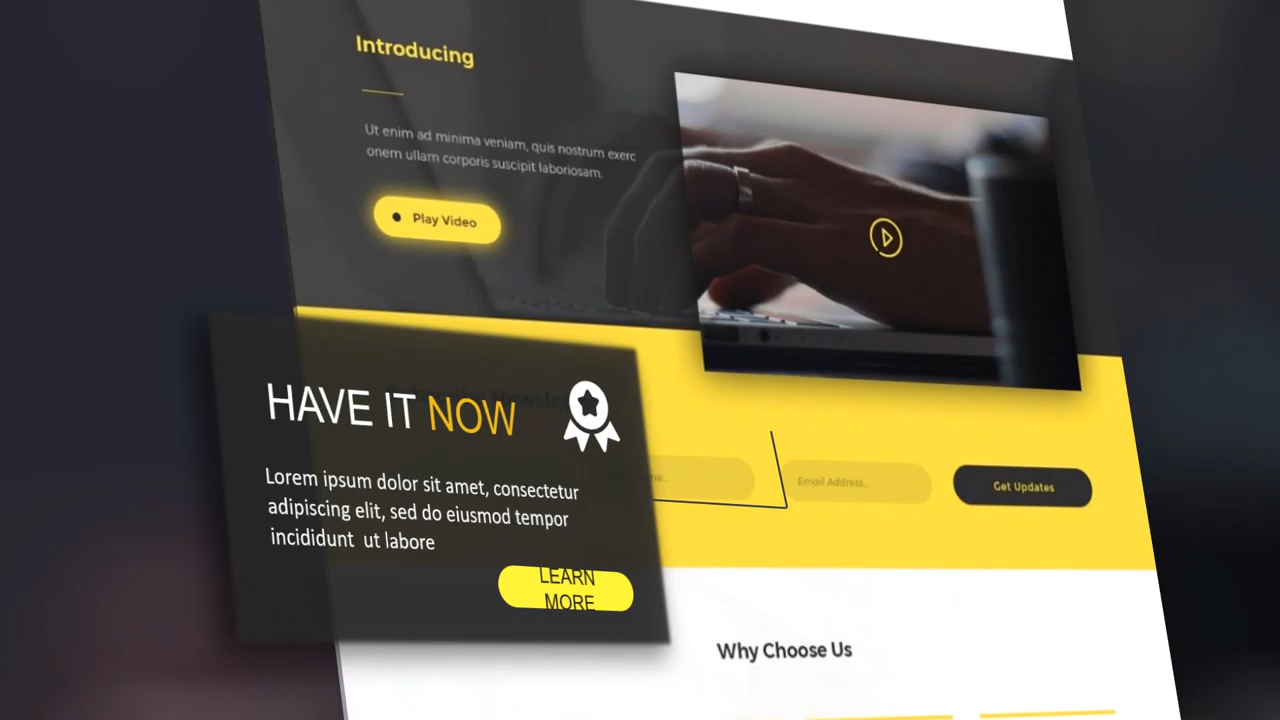 Introducing
Ut enim ad minima veniam, quis nostrum exerc
onem ullam corporis suscipit laboriosam.
Play Video
HAVE IT NOW
Lorem ipsum dolor sit amet, consectetur
adipiscing elit, sed do eiusmod tempor
incididunt ut labore
LEARN
MORE
Email Address..
Get Updates
Why Choose Us